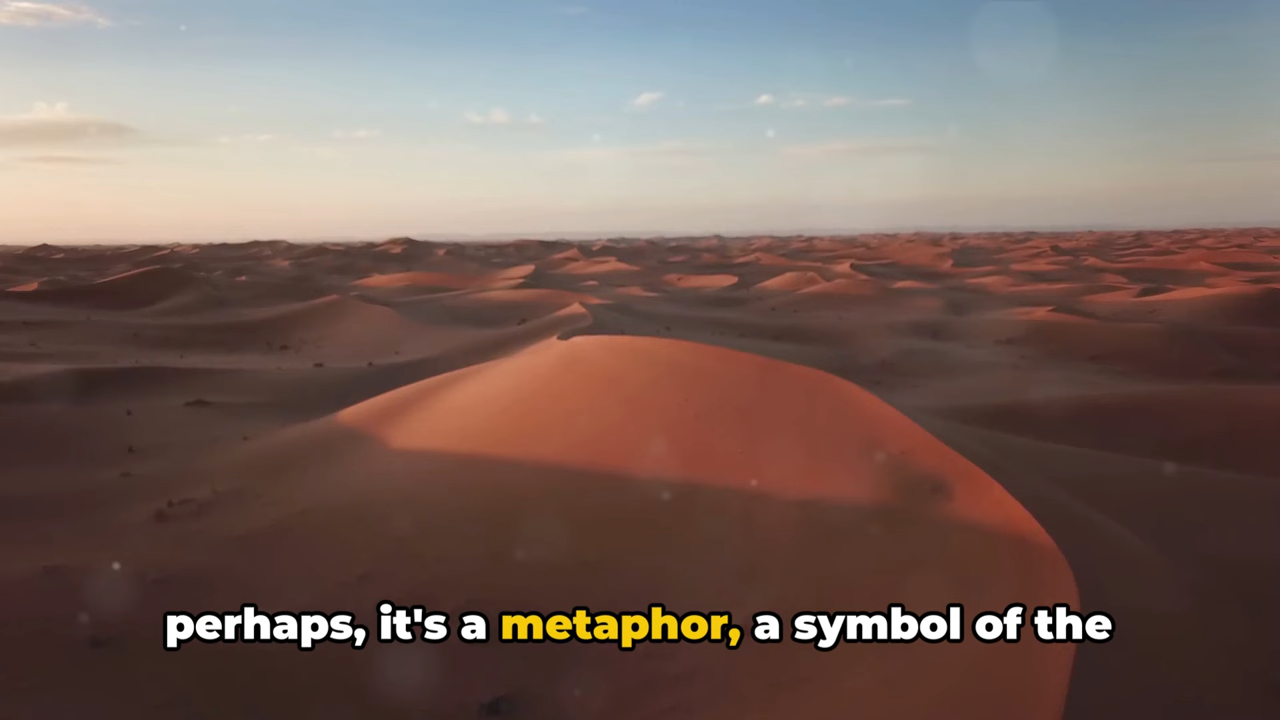 perhaps, it's a metaphor, a symbol of the